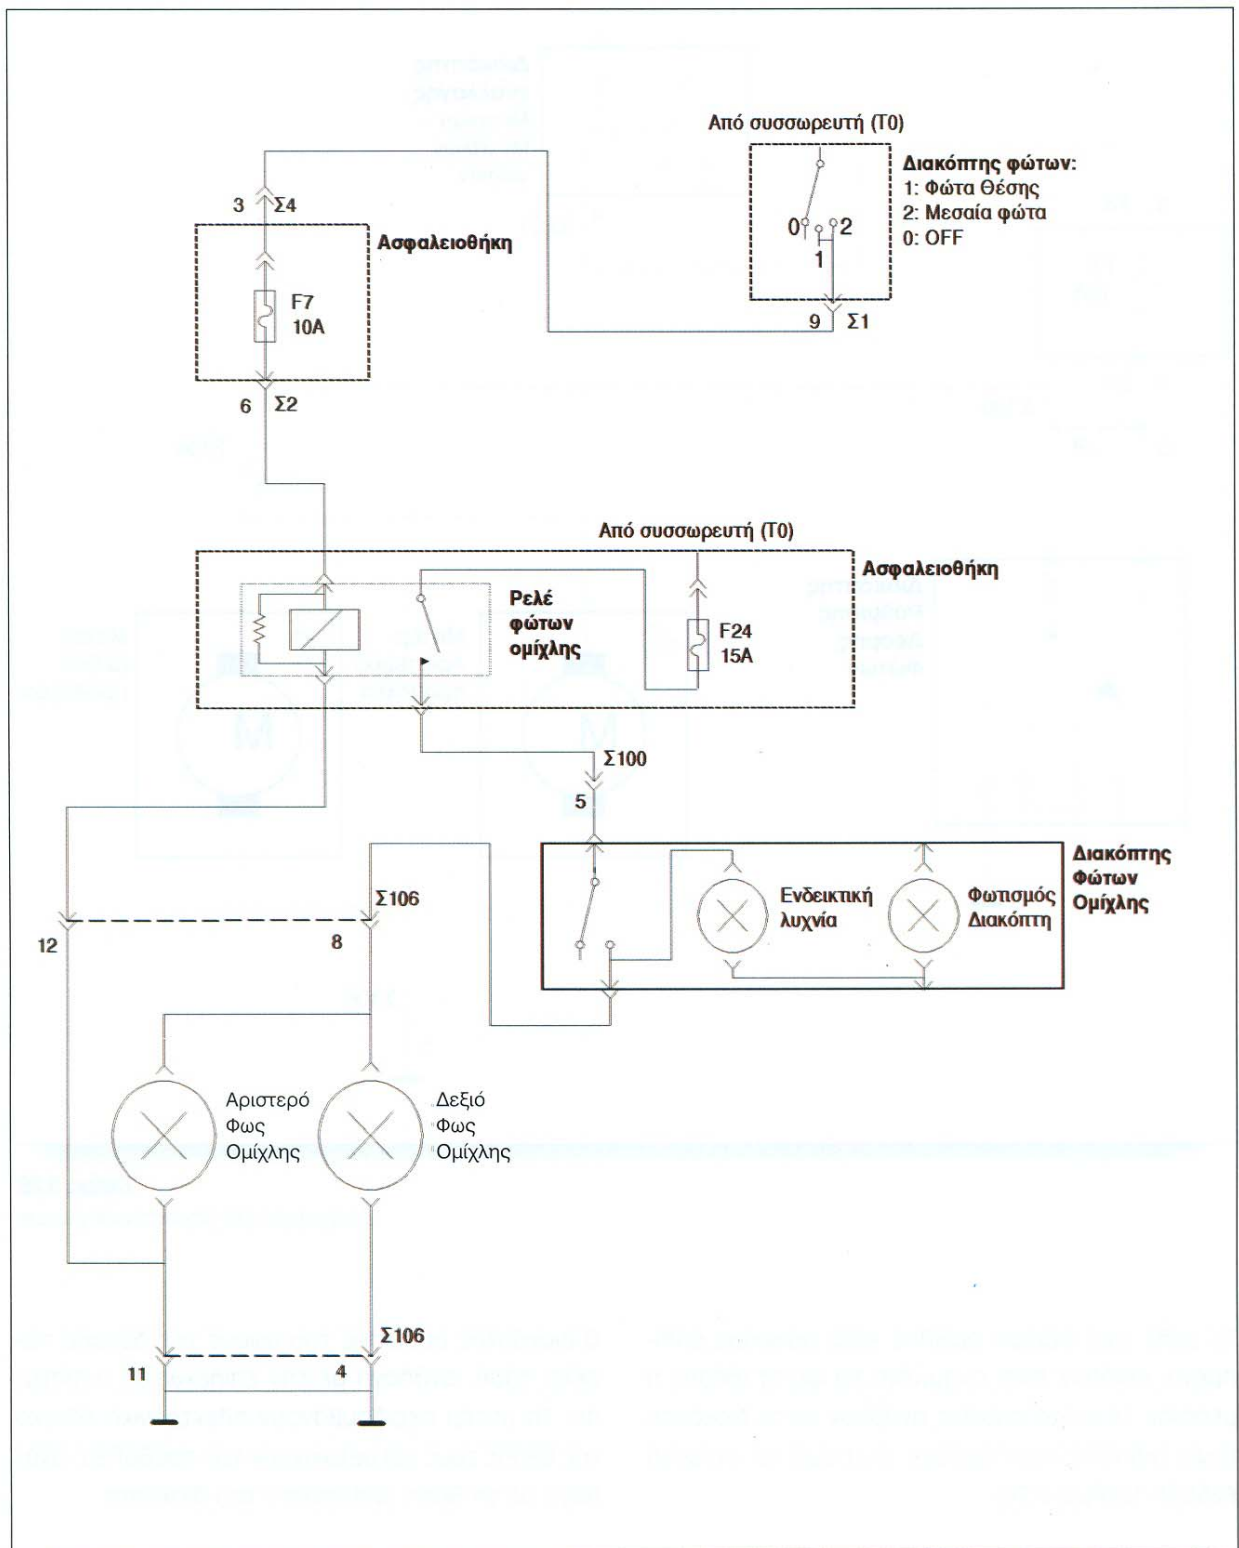 Από συσσωρευτή (Τ0)
Διακόπτης φώτων:
1: Φώτα Θέσης
2: Μεσαία φώτα
0: OFF
0
2
1
9 Σ1
3 Σ4
Ασφαλειοθήκη
F7
10A
6 Σ2
Από συσσωρευτή (Τ0)
Ασφαλειοθήκη
Ρελέ
φώτων
ομίχλης
F24
15A
Σ100
5
Διακόπτης
Φώτων
Ομίχλης
Ενδεικτική
λυχνία
Φωτισμός
Διακόπτη
Σ106
12
8
Αριστερό
Φως
Ομίχλης
Δεξιό
Φως
Ομίχλης
Σ106
11
4